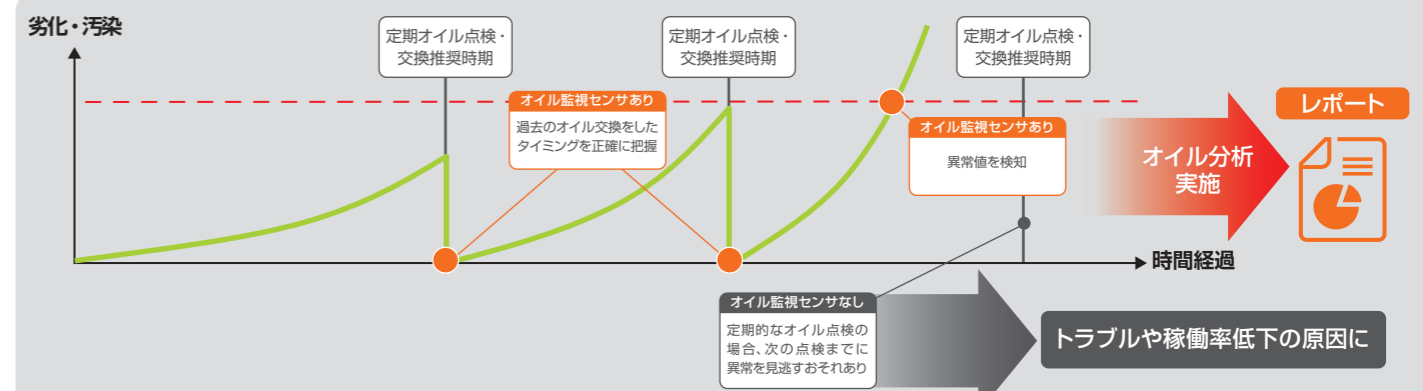 劣化・汚染
定期オイル点検・
交換推奨時期
定期オイル点検・
交換推奨時期
定期オイル点検・
交換推奨時期
オイル監視センサあり
過去のオイル交換をした
タイミングを正確に把握
オイル監視センサあり
異常値を検知
オイル分析
実施
レポート
時間経過
オイル監視センサなし
定期的なオイル点検の
場合、次の点検までに
異常を見逃すおそれあり
トラブルや稼働率低下の原因に